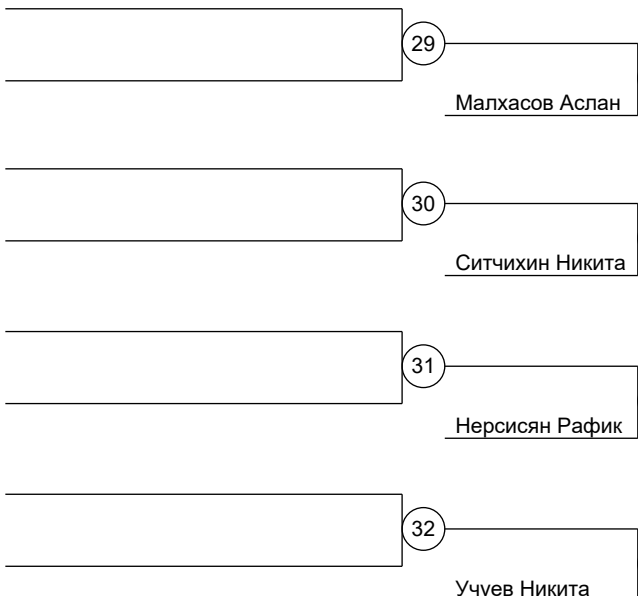 29
Малхасов Аслан
30
Ситчихин Никита
31
Нерсисян Рафик
32
Учуев Никита